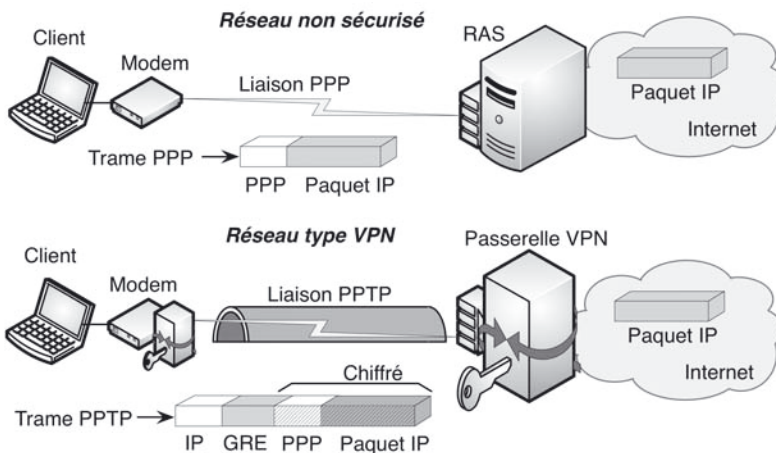 Réseau non sécurisé
Client
Modem
RAS
Liaison PPP
Paquet IP
Internet
Trame PPP
PPP Paquet IP
Réseau type VPN
Passerelle VPN
Client
Modem
Liaison PPTP
Paquet IP
Internet
Chiffré
Trame PPTP
IP GRE PPP Paquet IP